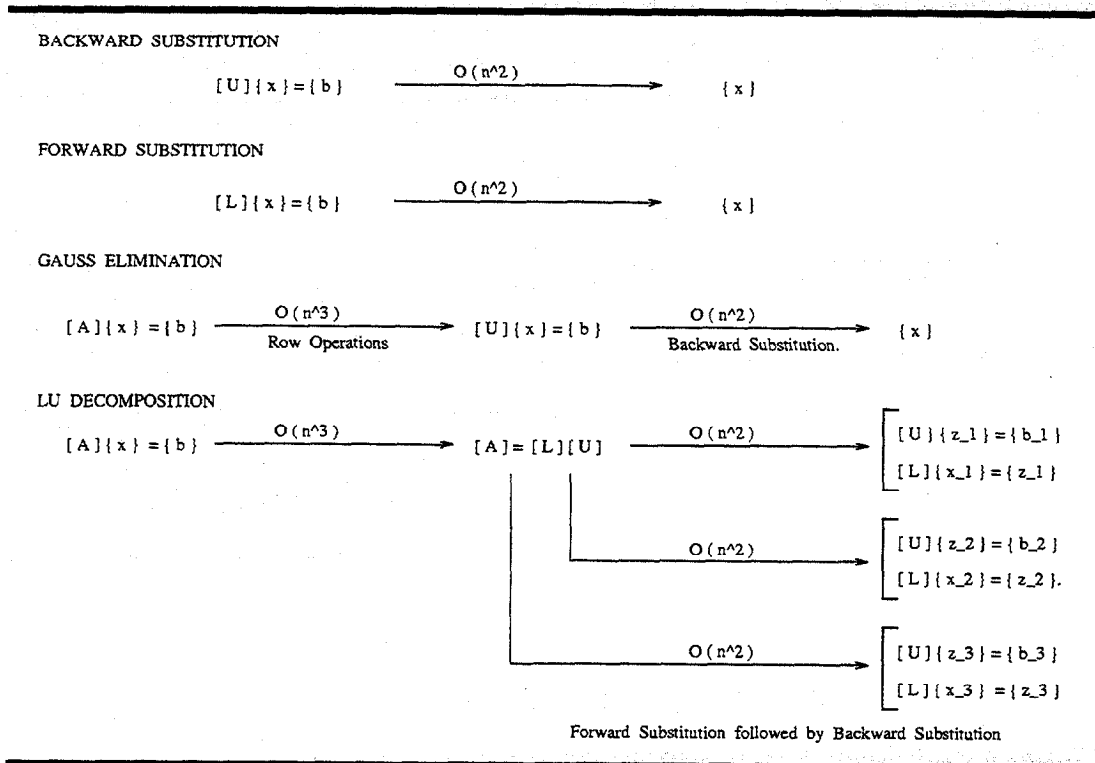 BACKWARD SUBSTITUTION
O ( n^2 )
[ U ] { x } = { b } { x }
FORWARD SUBSTITUTION
O ( n^2 )
[ L ] { x } = { b } { x }
GAUSS ELIMINATION
O ( n^3 ) O ( n^2 )
[ A ] { x } = { b } [ U ] { x } = { b } { x }
Row Operations Backward Substitution.
LU DECOMPOSITION
O ( n^3 ) O ( n^2 )
[ A ] { x } = { b } [ A ] = [ L ] [ U ]
[ U ] { z_1 } = { b_1 }
[ L ] { x_1 } = { z_1 }
O ( n^2 )
[ U ] { z_2 } = { b_2 }
[ L ] { x_2 } = { z_2 }.
O ( n^2 )
[ U ] { z_3 } = { b_3 }
[ L ] { x_3 } = { z_3 }
Forward Substitution followed by Backward Substitution